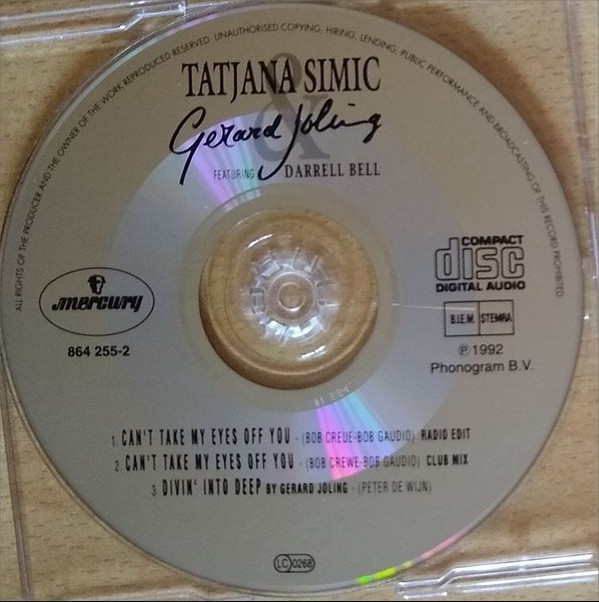 ALL RIGHTS OF THE PRODUCER AND THE OWNER OF THE WORK REPRODUCED RESERVED. UNAUTHORISED COPYING, HIRING, LENDING, PUBLIC PERFORMANCE AND BROADCASTING OF THIS RECORD PROHIBITED.
TATJANA SIMIC
&
Gerard Joling
FEATURING DARRELL BELL
COMPACT
disc
DIGITAL AUDIO
mercury
B.I.E.M. STEMRA
864 255-2
℗ 1992
Phonogram B.V.
1. CAN'T TAKE MY EYES OFF YOU - (BOB CREUE-BOB GAUDIO) RADIO EDIT
2. CAN'T TAKE MY EYES OFF YOU - (BOB CREWE-BOB GAUDIO) CLUB MIX
3. DIVIN' INTO DEEP BY GERARD JOLING - (PETER DE WIJN)
LC 0268